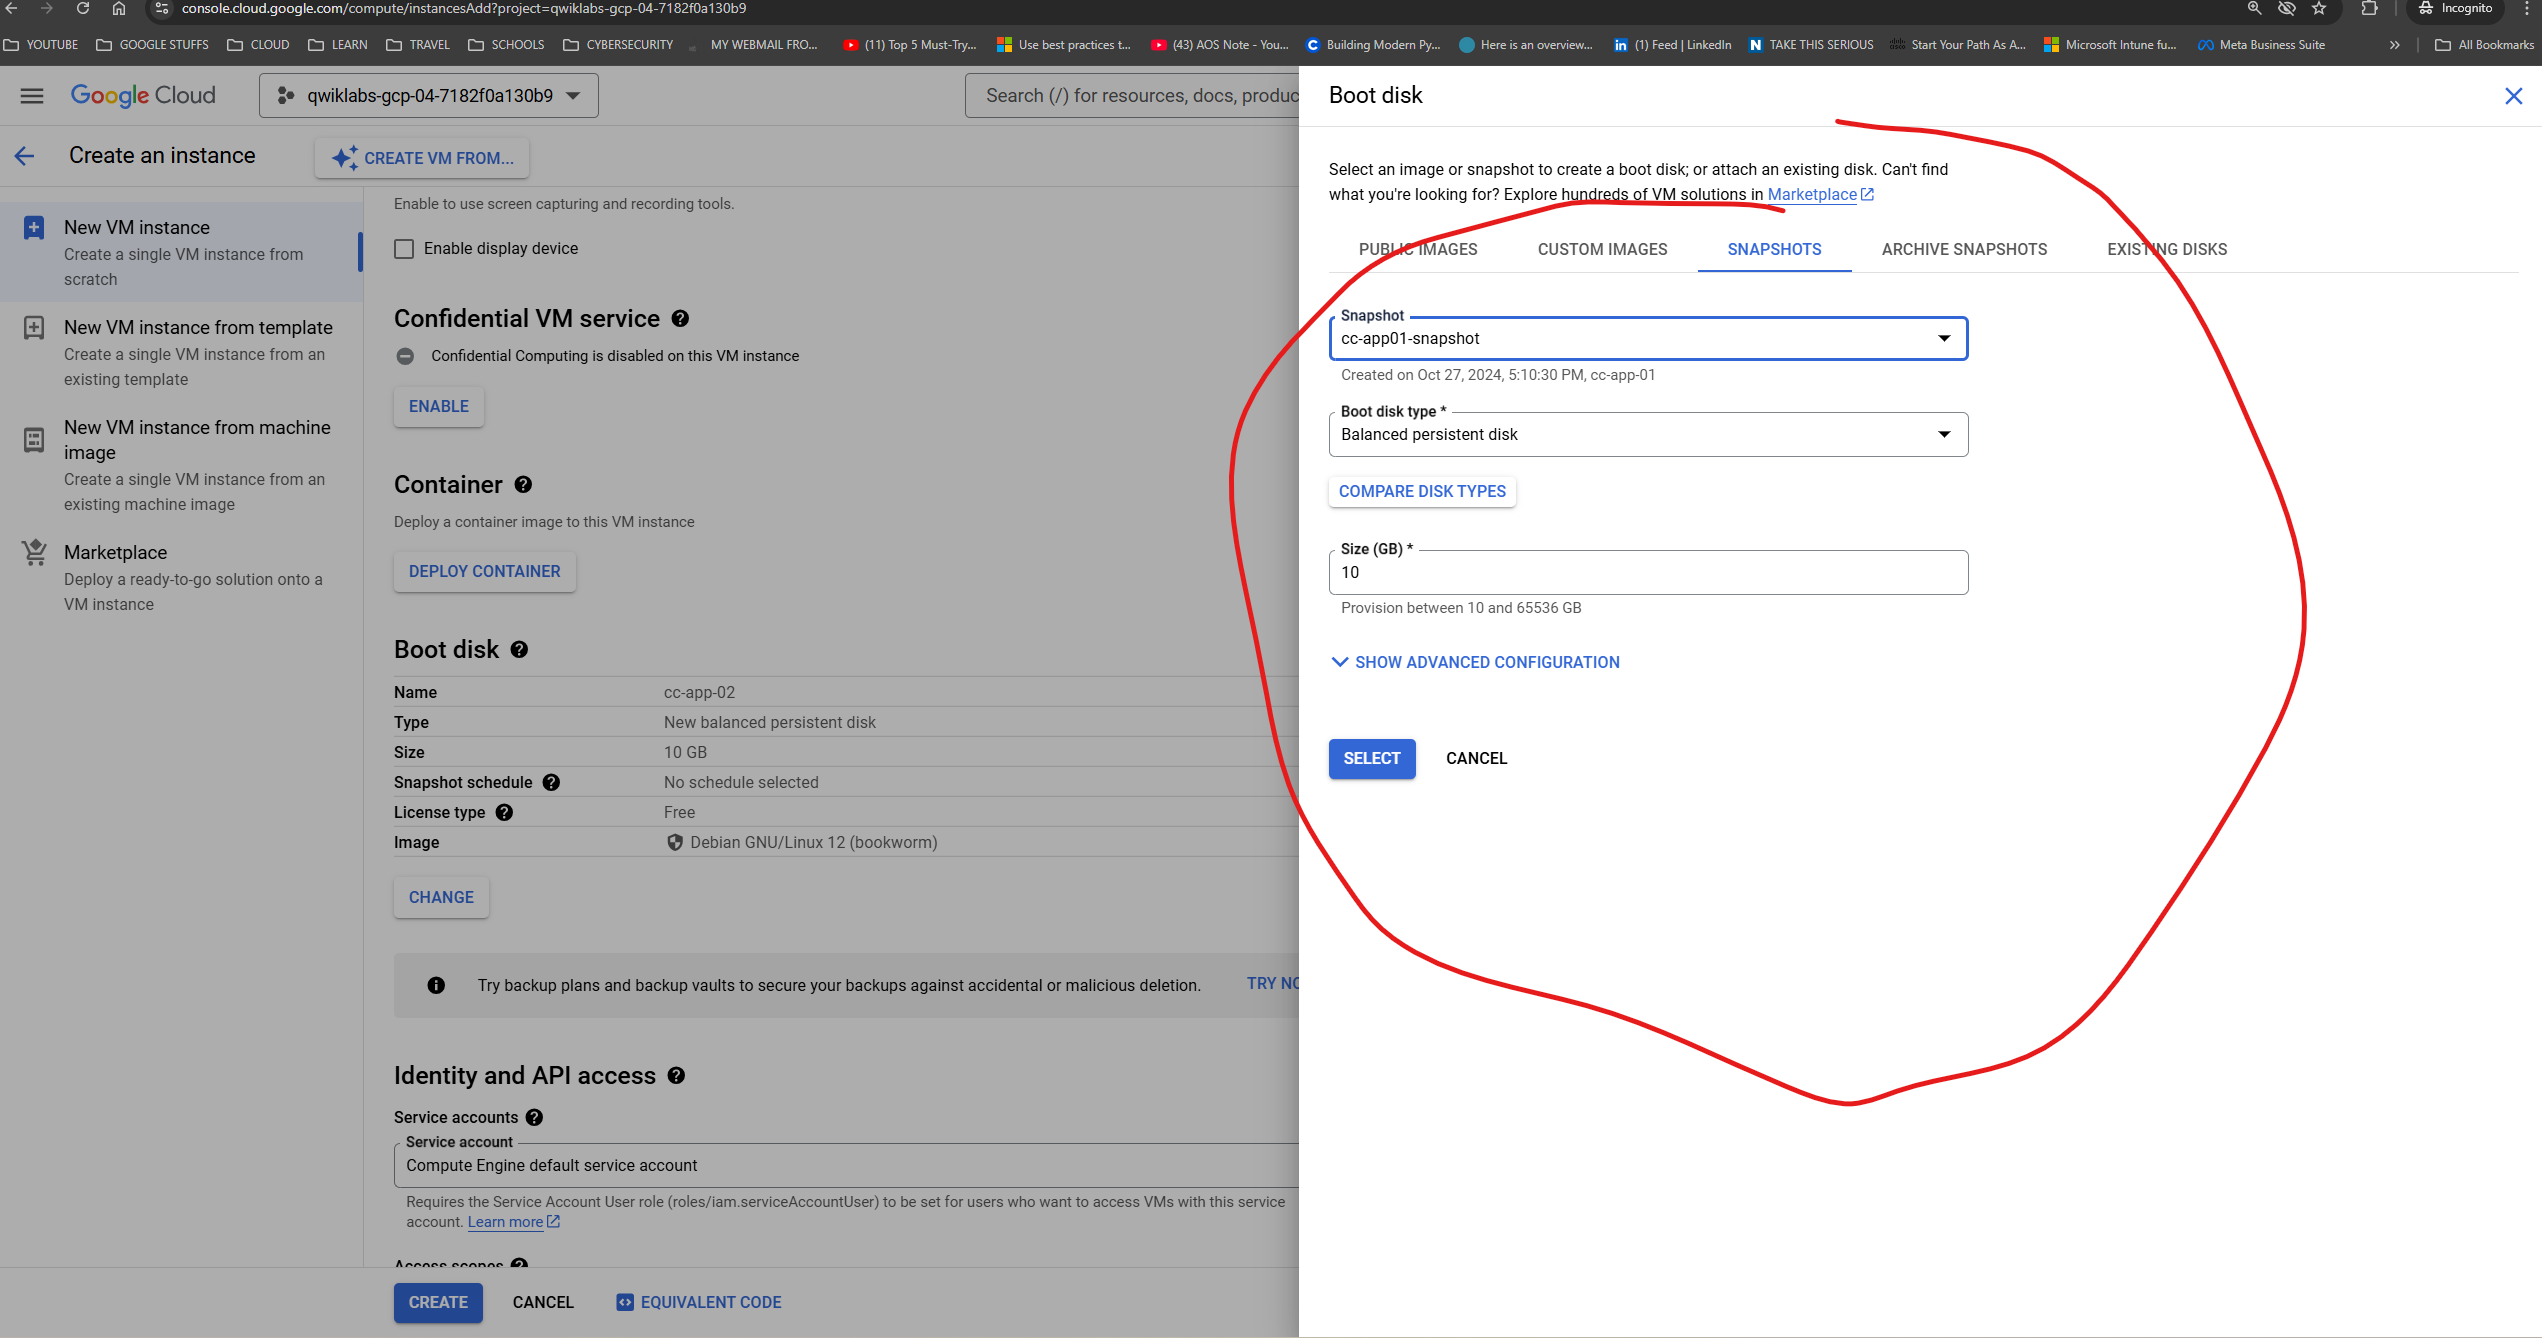 console.cloud.google.com/compute/instancesAdd?project=qwiklabs-gcp-04-7182f0a130b9
Incognito
YOUTUBE
GOOGLE STUFFS
CLOUD
LEARN
TRAVEL
SCHOOLS
CYBERSECURITY
MY WEBMAIL FRO...
(11) Top 5 Must-Try...
Use best practices t...
(43) AOS Note - You...
Building Modern Py...
Here is an overview...
(1) Feed | LinkedIn
TAKE THIS SERIOUS
Start Your Path As A...
Microsoft Intune fu...
Meta Business Suite
All Bookmarks
Google Cloud
qwiklabs-gcp-04-7182f0a130b9
Search (/) for resources, docs, produc
Create an instance
CREATE VM FROM...
New VM instance
Create a single VM instance from
scratch
New VM instance from template
Create a single VM instance from an
existing template
New VM instance from machine
image
Create a single VM instance from an
existing machine image
Marketplace
Deploy a ready-to-go solution onto a
VM instance
Enable to use screen capturing and recording tools.
Enable display device
Confidential VM service
Confidential Computing is disabled on this VM instance
ENABLE
Container
Deploy a container image to this VM instance
DEPLOY CONTAINER
Boot disk
Name cc-app-02
Type New balanced persistent disk
Size 10 GB
Snapshot schedule No schedule selected
License type Free
Image Debian GNU/Linux 12 (bookworm)
CHANGE
Try backup plans and backup vaults to secure your backups against accidental or malicious deletion. TRY NO
Identity and API access
Service accounts
Service account
Compute Engine default service account
Requires the Service Account User role (roles/iam.serviceAccountUser) to be set for users who want to access VMs with this service
account. Learn more
Access scopes
CREATE
CANCEL
EQUIVALENT CODE
Boot disk
Select an image or snapshot to create a boot disk; or attach an existing disk. Can't find
what you're looking for? Explore hundreds of VM solutions in Marketplace
PUBLIC IMAGES
CUSTOM IMAGES
SNAPSHOTS
ARCHIVE SNAPSHOTS
EXISTING DISKS
Snapshot
cc-app01-snapshot
Created on Oct 27, 2024, 5:10:30 PM, cc-app-01
Boot disk type *
Balanced persistent disk
COMPARE DISK TYPES
Size (GB) *
10
Provision between 10 and 65536 GB
SHOW ADVANCED CONFIGURATION
SELECT
CANCEL